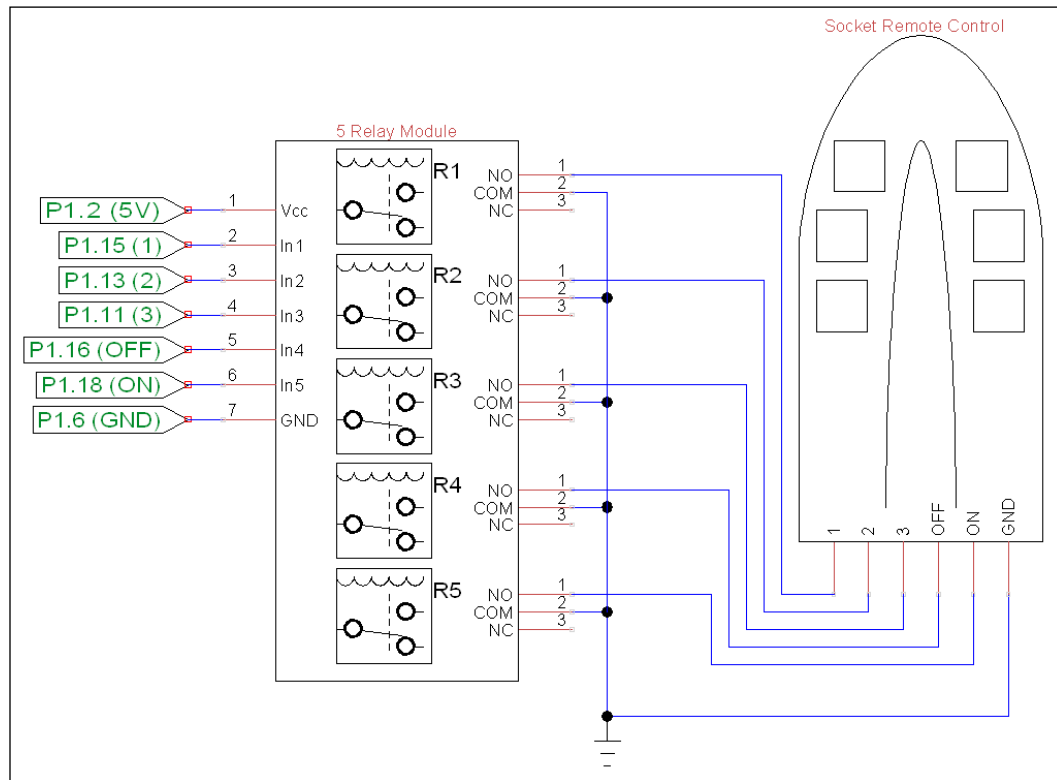 Socket Remote Control
5 Relay Module
P1.2 (5V)
P1.15 (1)
P1.13 (2)
P1.11 (3)
P1.16 (OFF)
P1.18 (ON)
P1.6 (GND)
1 Vcc
2 In1
3 In2
4 In3
5 In4
6 In5
7 GND
R1
NO 1
COM 2
NC 3
R2
NO 1
COM 2
NC 3
R3
NO 1
COM 2
NC 3
R4
NO 1
COM 2
NC 3
R5
NO 1
COM 2
NC 3
1
2
3
OFF
ON
GND